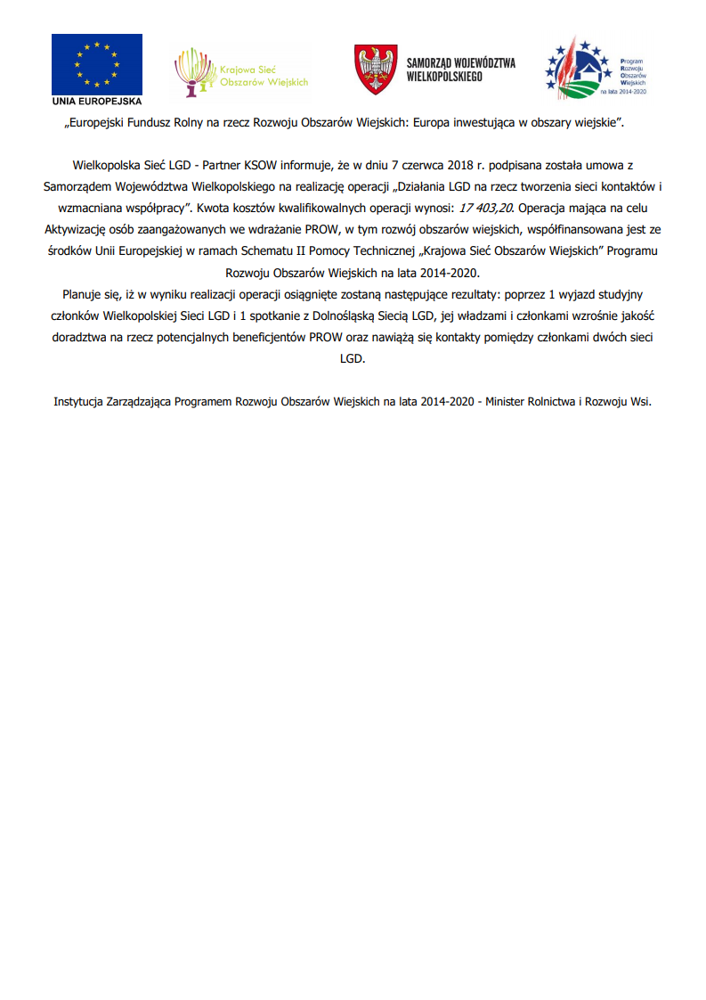 UNIA EUROPEJSKA
Krajowa Sieć
Obszarów Wiejskich
SAMORZĄD WOJEWÓDZTWA
WIELKOPOLSKIEGO
Program
Rozwoju
Obszarów
Wiejskich
na lata 2014-2020
„Europejski Fundusz Rolny na rzecz Rozwoju Obszarów Wiejskich: Europa inwestująca w obszary wiejskie”.
Wielkopolska Sieć LGD - Partner KSOW informuje, że w dniu 7 czerwca 2018 r. podpisana została umowa z
Samorządem Województwa Wielkopolskiego na realizację operacji „Działania LGD na rzecz tworzenia sieci kontaktów i
wzmacniana współpracy”. Kwota kosztów kwalifikowalnych operacji wynosi: 17 403,20. Operacja mająca na celu
Aktywizację osób zaangażowanych we wdrażanie PROW, w tym rozwój obszarów wiejskich, współfinansowana jest ze
środków Unii Europejskiej w ramach Schematu II Pomocy Technicznej „Krajowa Sieć Obszarów Wiejskich” Programu
Rozwoju Obszarów Wiejskich na lata 2014-2020.
Planuje się, iż w wyniku realizacji operacji osiągnięte zostaną następujące rezultaty: poprzez 1 wyjazd studyjny
członków Wielkopolskiej Sieci LGD i 1 spotkanie z Dolnośląską Siecią LGD, jej władzami i członkami wzrośnie jakość
doradztwa na rzecz potencjalnych beneficjentów PROW oraz nawiążą się kontakty pomiędzy członkami dwóch sieci
LGD.
Instytucja Zarządzająca Programem Rozwoju Obszarów Wiejskich na lata 2014-2020 - Minister Rolnictwa i Rozwoju Wsi.